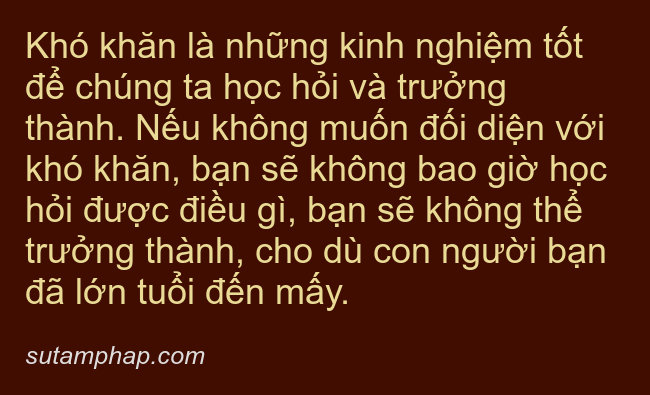 Khó khăn là những kinh nghiệm tốt
để chúng ta học hỏi và trưởng
thành. Nếu không muốn đối diện với
khó khăn, bạn sẽ không bao giờ học
hỏi được điều gì, bạn sẽ không thể
trưởng thành, cho dù con người bạn
đã lớn tuổi đến mấy.
sutamphap.com